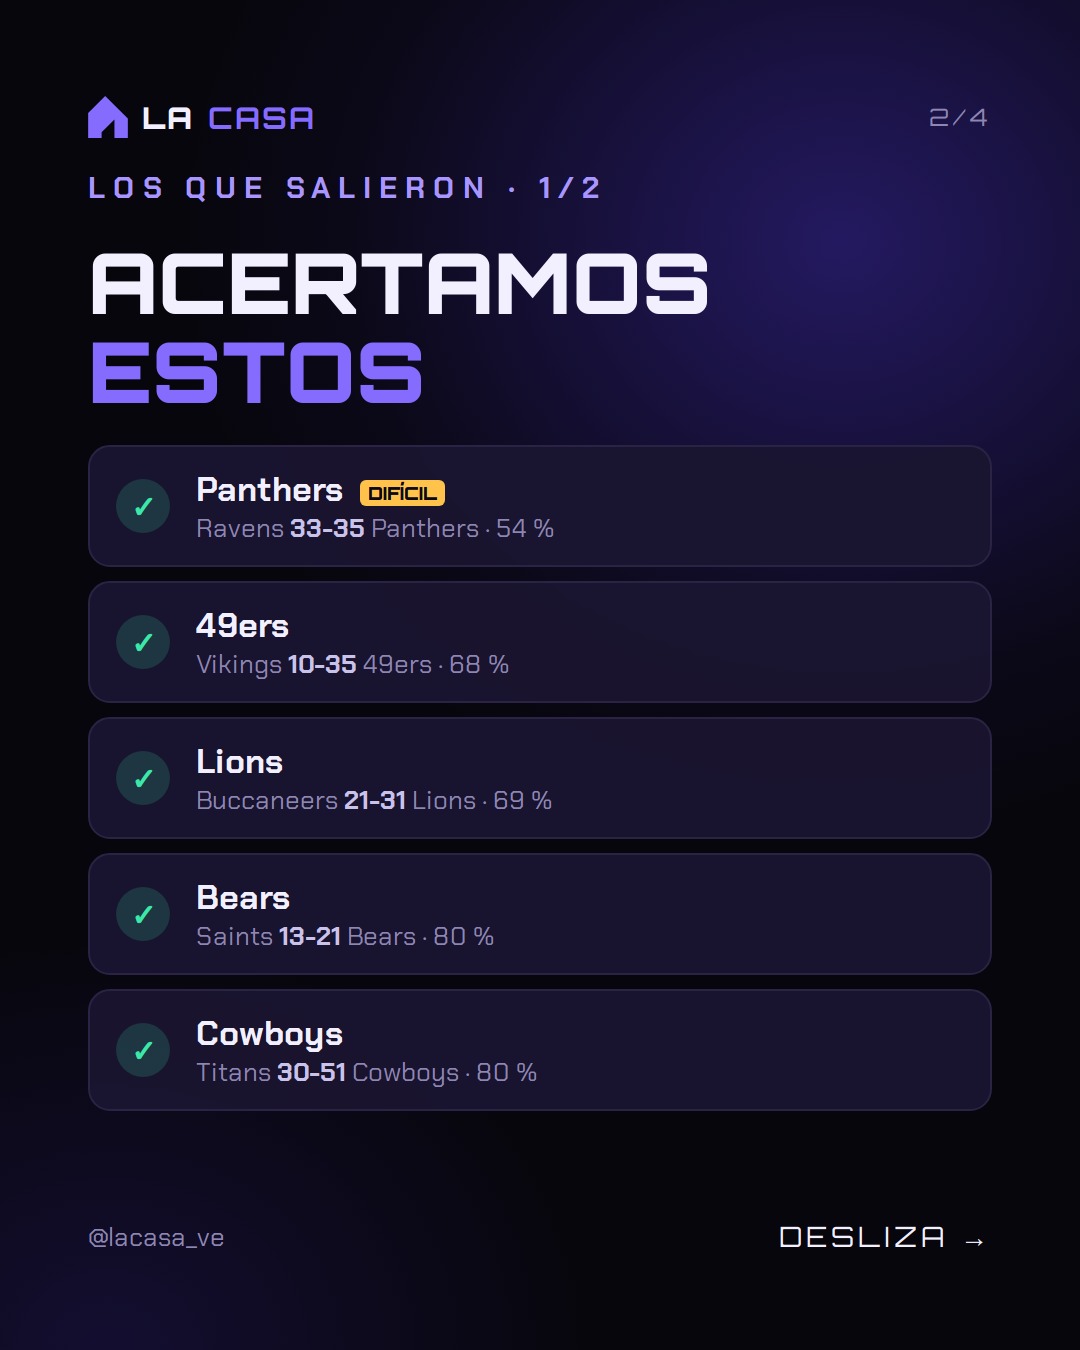 LA CASA
2/4
LOS QUE SALIERON · 1/2
ACERTAMOS
ESTOS
✓
Panthers DIFÍCIL
Ravens 33-35 Panthers · 54 %
✓
49ers
Vikings 10-35 49ers · 68 %
✓
Lions
Buccaneers 21-31 Lions · 69 %
✓
Bears
Saints 13-21 Bears · 80 %
✓
Cowboys
Titans 30-51 Cowboys · 80 %
@lacasa_ve
DESLIZA →